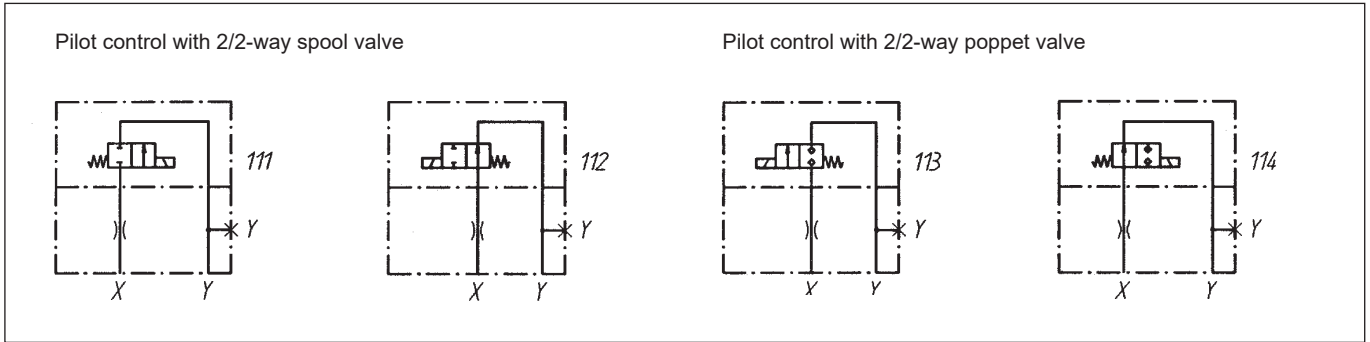 Pilot control with 2/2-way spool valve
Pilot control with 2/2-way poppet valve
111
112
113
114
Y
Y
Y
Y
X Y
X Y
X Y
X Y